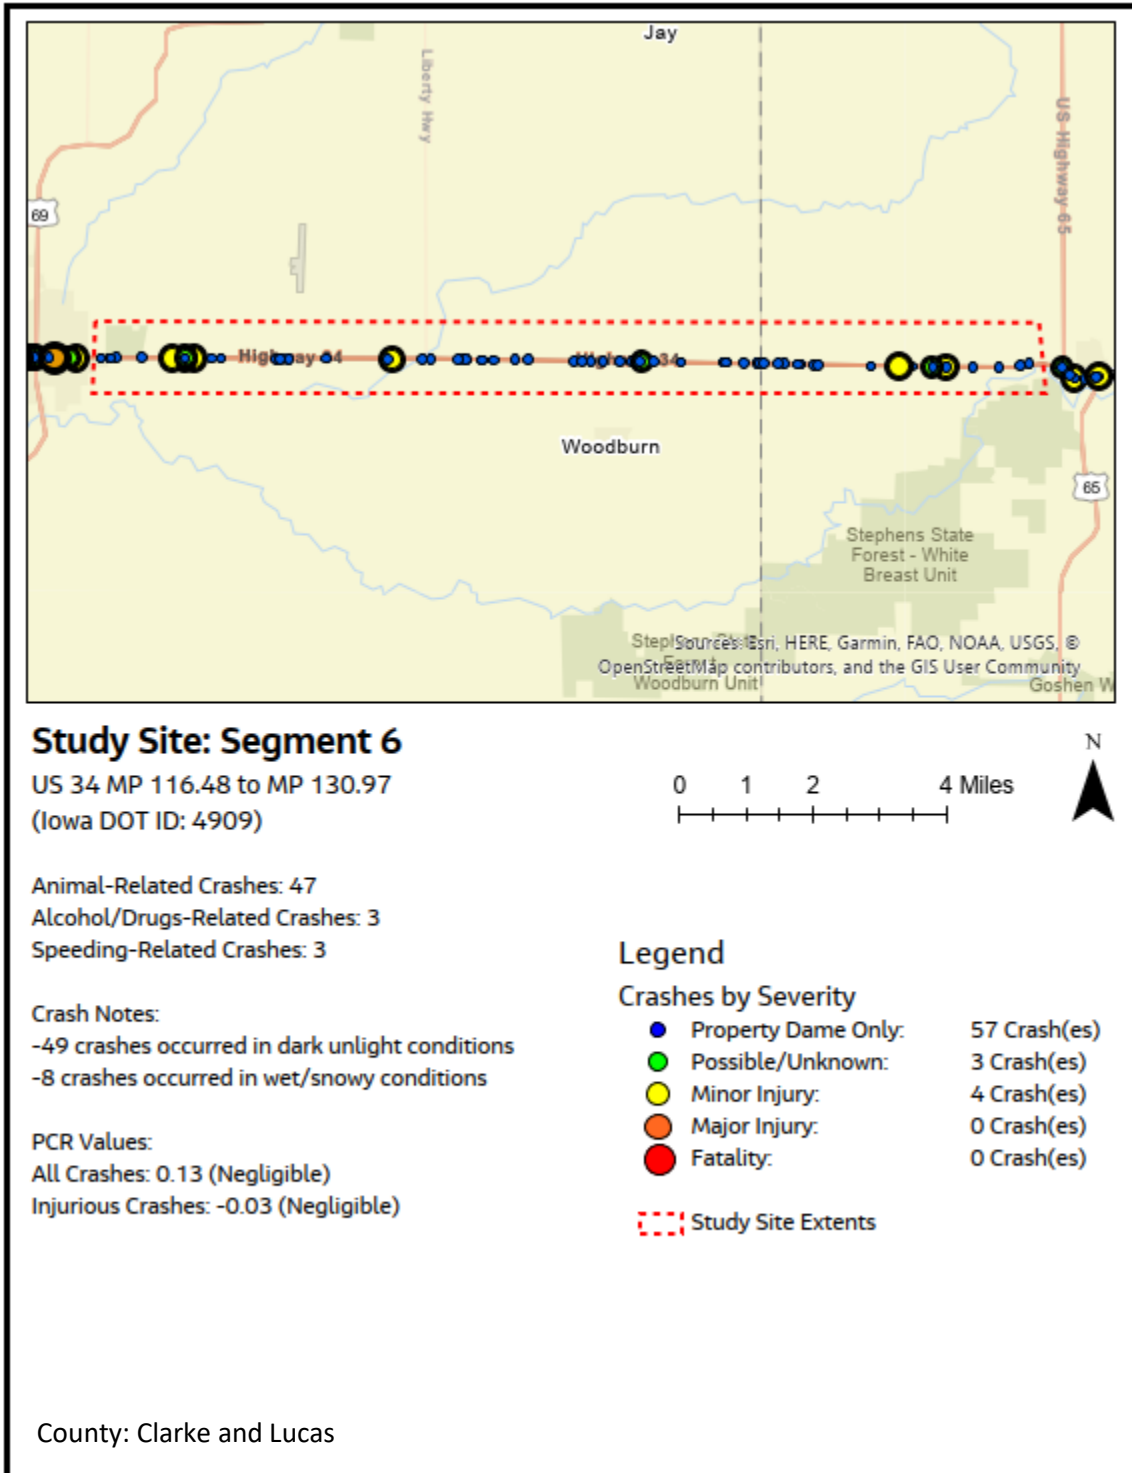 Jay
Liberty Hwy
US Highway 65
69
Highway 34
Highway 34
Woodburn
65
Stephens State
Forest - White
Breast Unit
Sources: Esri, HERE, Garmin, FAO, NOAA, USGS, ©
OpenStreetMap contributors, and the GIS User Community
Woodburn Unit
Goshen W
Study Site: Segment 6
US 34 MP 116.48 to MP 130.97
(Iowa DOT ID: 4909)
0 1 2 4 Miles
N
Animal-Related Crashes: 47
Alcohol/Drugs-Related Crashes: 3
Speeding-Related Crashes: 3
Crash Notes:
-49 crashes occurred in dark unlight conditions
-8 crashes occurred in wet/snowy conditions
PCR Values:
All Crashes: 0.13 (Negligible)
Injurious Crashes: -0.03 (Negligible)
Legend
Crashes by Severity
Property Dame Only: 57 Crash(es)
Possible/Unknown: 3 Crash(es)
Minor Injury: 4 Crash(es)
Major Injury: 0 Crash(es)
Fatality: 0 Crash(es)
Study Site Extents
County: Clarke and Lucas